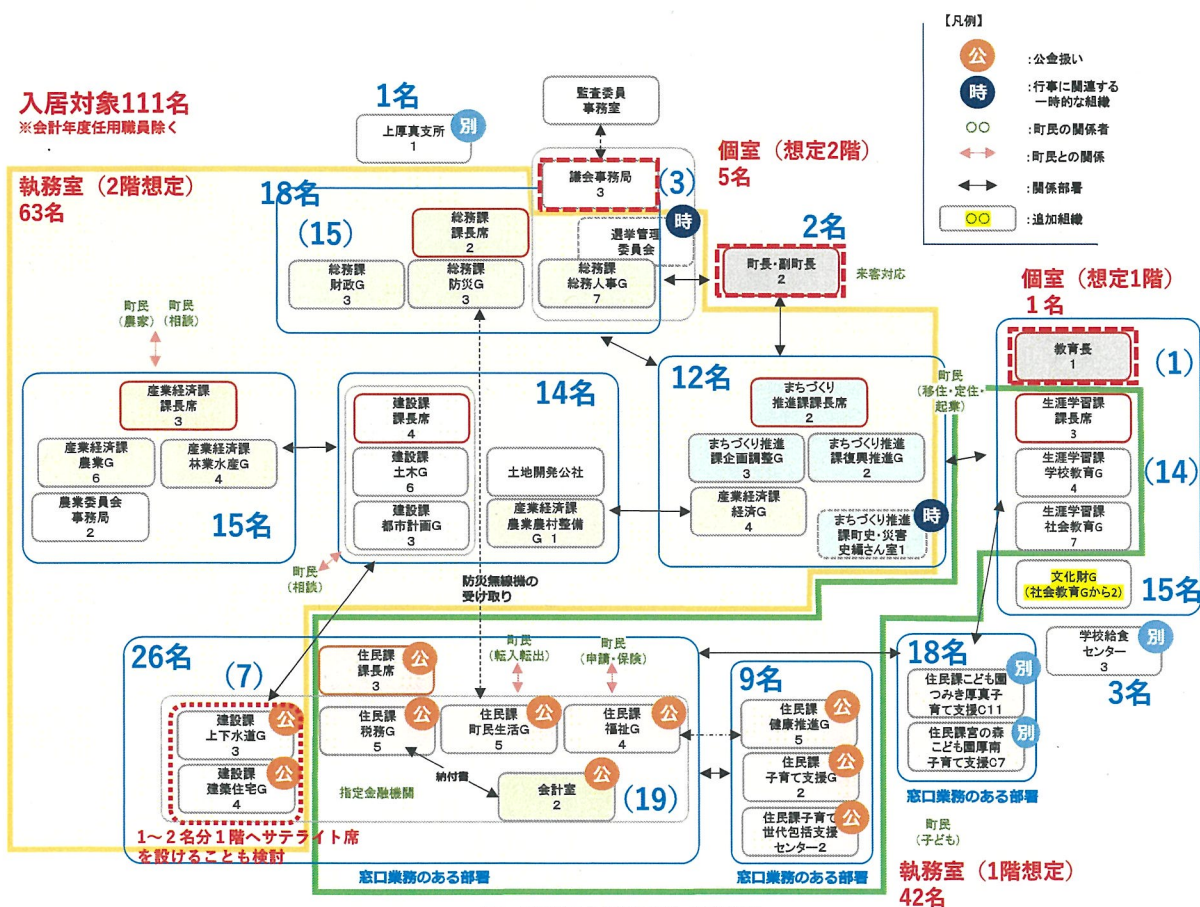 【凡例】
公 :公金扱い
時 :行事に関連する
一時的な組織
○○ :町民の関係者
:町民との関係
:関係部署
○○ :追加組織
入居対象111名
※会計年度任用職員除く
1名
上厚真支所
1
別
監査委員
事務室
個室（想定2階）
5名
執務室（2階想定）
63名
18名
(15)
議会事務局
3
(3)
総務課
課長席
2
選挙管理
委員会
時
総務課
財政G
3
総務課
防災G
3
総務課
総務人事G
7
2名
町長・副町長
2
来客対応
個室（想定1階）
1名
教育長
1
(1)
町民
(農家)
町民
(相談)
産業経済課
課長席
3
産業経済課
農業G
6
産業経済課
林業水産G
4
農業委員会
事務局
2
15名
14名
建設課
課長席
4
建設課
土木G
6
建設課
都市計画G
3
土地開発公社
産業経済課
農業農村整備
G 1
町民
(相談)
12名
まちづくり
推進課課長席
2
まちづくり推進
課企画調整G
3
まちづくり推進
課復興推進G
2
産業経済課
経済G
4
まちづくり推進
課町史・災害
史編さん室1
時
町民
(移住・定住・
起業)
生涯学習課
課長席
3
生涯学習課
学校教育G
4
(14)
生涯学習課
社会教育G
7
文化財G
(社会教育Gから2)
15名
防災無線機の
受け取り
26名
(7)
建設課
上下水道G
3
公
建設課
建築住宅G
4
公
1～2名分1階へサテライト席
を設けることも検討
住民課
課長席
3
公
町民
(転入転出)
町民
(申請・保険)
住民課
税務G
5
公
住民課
町民生活G
5
公
住民課
福祉G
4
公
納付書
指定金融機関
会計室
2
公
(19)
窓口業務のある部署
9名
住民課
健康推進G
5
公
住民課
子育て支援G
2
公
住民課子育て
世代包括支援
センター2
公
窓口業務のある部署
18名
住民課こども園
つみき厚真子
育て支援C11
別
住民課宮の森
こども園厚南
子育て支援C7
別
窓口業務のある部署
町民
(子ども)
学校給食
センター
3
別
3名
執務室（1階想定）
42名